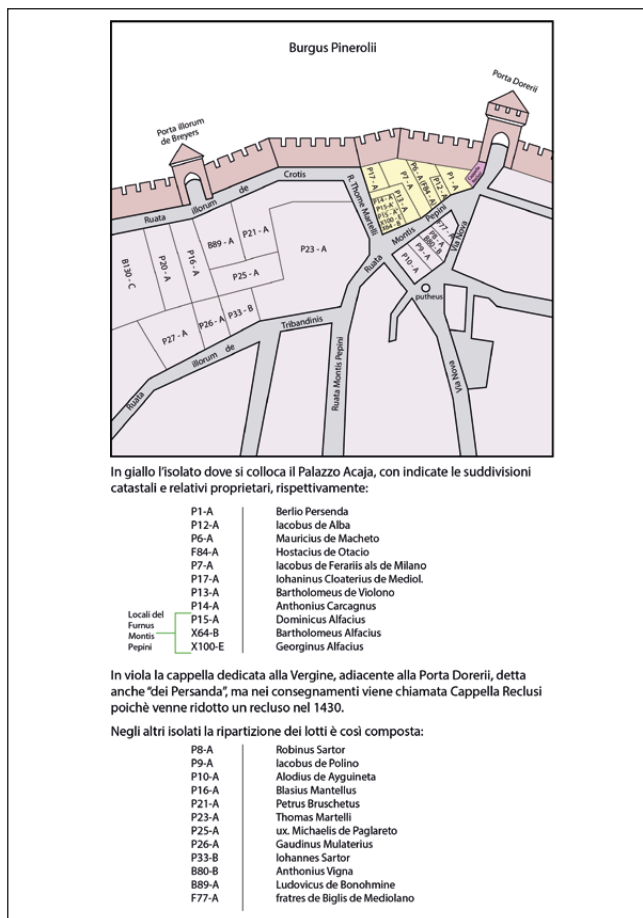 Burgus Pinerolii
Porta Dorerii
Porta illorum
de Breyers
Ruata illorum de Crotis
R. Thome Martelli
P17 - A
P7 - A
P6 - A
(F84 - A)
P12 - A
P1 - A
P14 - A
P13 - A
P15 - A
X100 - E
X64 - B
Ruata Montis Pepini
F77 - A
P8 - A
B80 - B
P9 - A
P10 - A
Via Nova
putheus
B130 - C
P20 - A
P16 - A
B89 - A
P21 - A
P23 - A
P25 - A
P27 - A
P26 - A
P33 - B
Ruata illorum de Tribandinis
Ruata Montis Pepini
Via Nova
In giallo l'isolato dove si colloca il Palazzo Acaja, con indicate le suddivisioni
catastali e relativi proprietari, rispettivamente:
P1-A Berlio Persenda
P12-A Iacobus de Alba
P6-A Mauricius de Macheto
F84-A Hostacius de Otacio
P7-A Iacobus de Ferariis als de Milano
P17-A Iohaninus Cloaterius de Mediol.
P13-A Bartholomeus de Violono
P14-A Anthonius Carcagnus
Locali del
Furnus
Montis
Pepini
P15-A Dominicus Alfacius
X64-B Bartholomeus Alfacius
X100-E Georginus Alfacius
In viola la cappella dedicata alla Vergine, adiacente alla Porta Dorerii, detta
anche "dei Persanda", ma nei consegnamenti viene chiamata Cappella Reclusi
poichè venne ridotto un recluso nel 1430.
Negli altri isolati la ripartizione dei lotti è così composta:
P8-A Robinus Sartor
P9-A Iacobus de Polino
P10-A Alodius de Ayguineta
P16-A Blasius Mantellus
P21-A Petrus Bruschetus
P23-A Thomas Martelli
P25-A ux. Michaelis de Paglareto
P26-A Gaudinus Mulaterius
P33-B Iohannes Sartor
B80-B Anthonius Vigna
B89-A Ludovicus de Bonohmine
F77-A fratres de Biglis de Mediolano